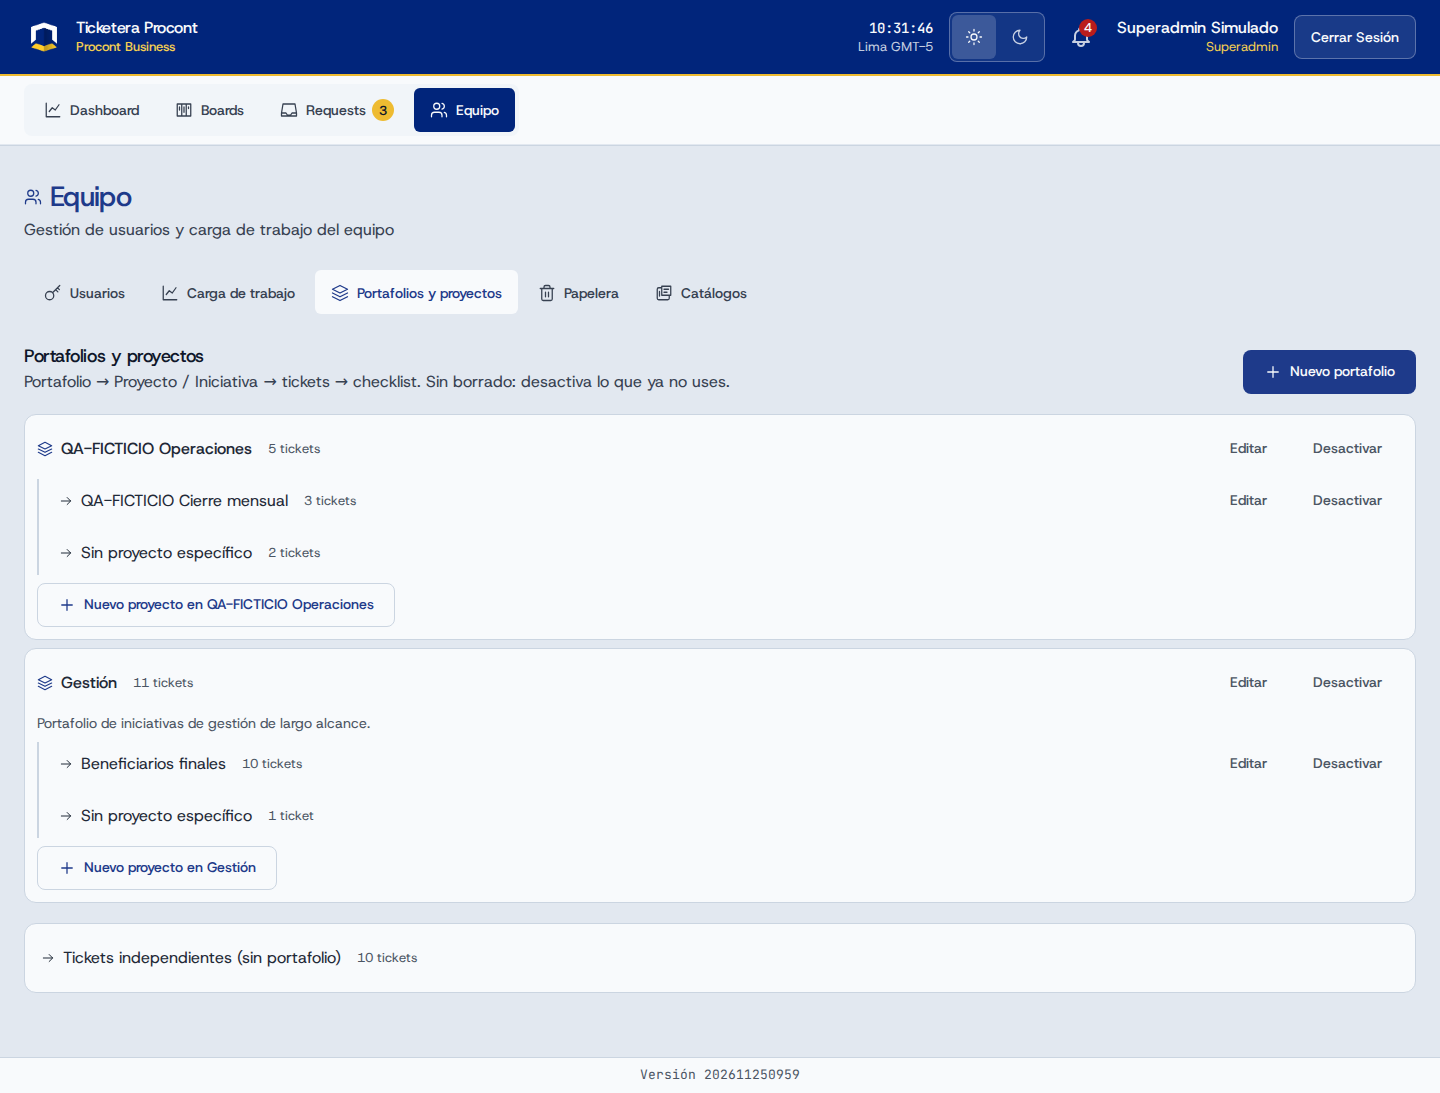 Ticketera Procont
Procont Business
10:31:46
Lima GMT-5
4
Superadmin Simulado
Superadmin
Cerrar Sesión
Dashboard
Boards
Requests 3
Equipo
Equipo
Gestión de usuarios y carga de trabajo del equipo
Usuarios
Carga de trabajo
Portafolios y proyectos
Papelera
Catálogos
Portafolios y proyectos
Portafolio → Proyecto / Iniciativa → tickets → checklist. Sin borrado: desactiva lo que ya no uses.
+ Nuevo portafolio
QA-FICTICIO Operaciones 5 tickets Editar Desactivar
→ QA-FICTICIO Cierre mensual 3 tickets Editar Desactivar
→ Sin proyecto específico 2 tickets
+ Nuevo proyecto en QA-FICTICIO Operaciones
Gestión 11 tickets Editar Desactivar
Portafolio de iniciativas de gestión de largo alcance.
→ Beneficiarios finales 10 tickets Editar Desactivar
→ Sin proyecto específico 1 ticket
+ Nuevo proyecto en Gestión
→ Tickets independientes (sin portafolio) 10 tickets
Versión 202611250959